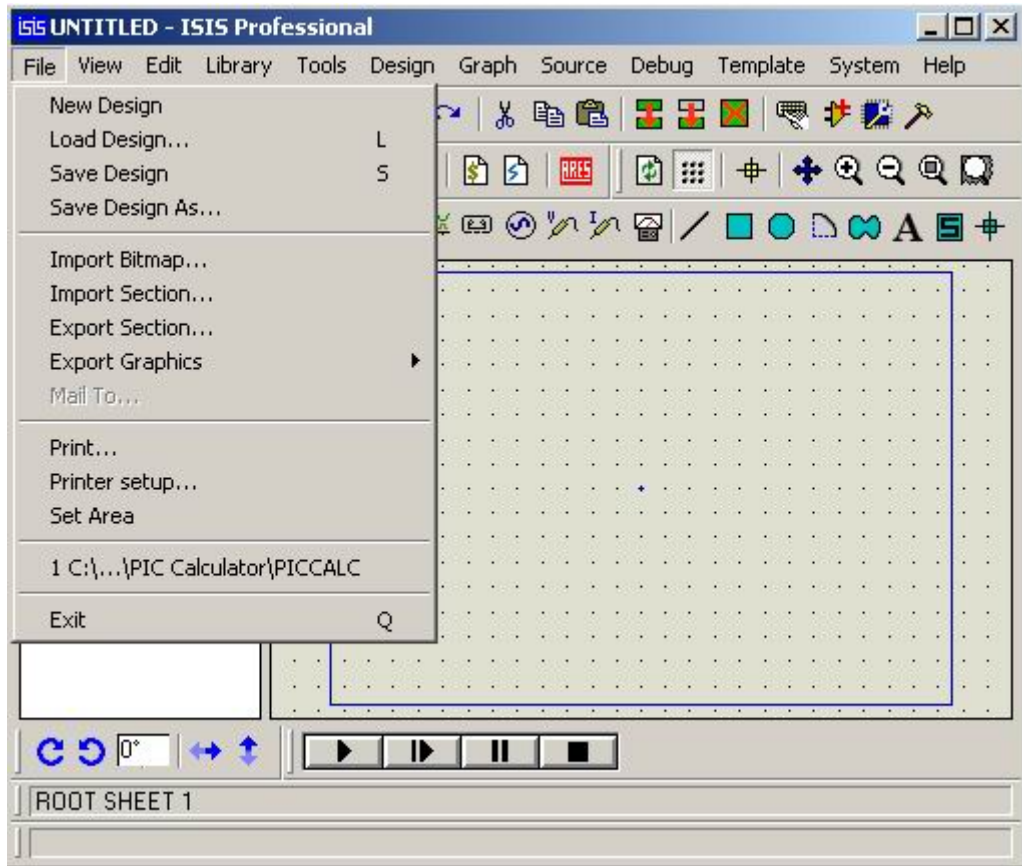 isis UNTITLED - ISIS Professional
File View Edit Library Tools Design Graph Source Debug Template System Help
New Design
Load Design... L
Save Design S
Save Design As...
Import Bitmap...
Import Section...
Export Section...
Export Graphics
Mail To...
Print...
Printer setup...
Set Area
1 C:\...\PIC Calculator\PICCALC
Exit Q
$ ARES
V I A S
0°
ROOT SHEET 1